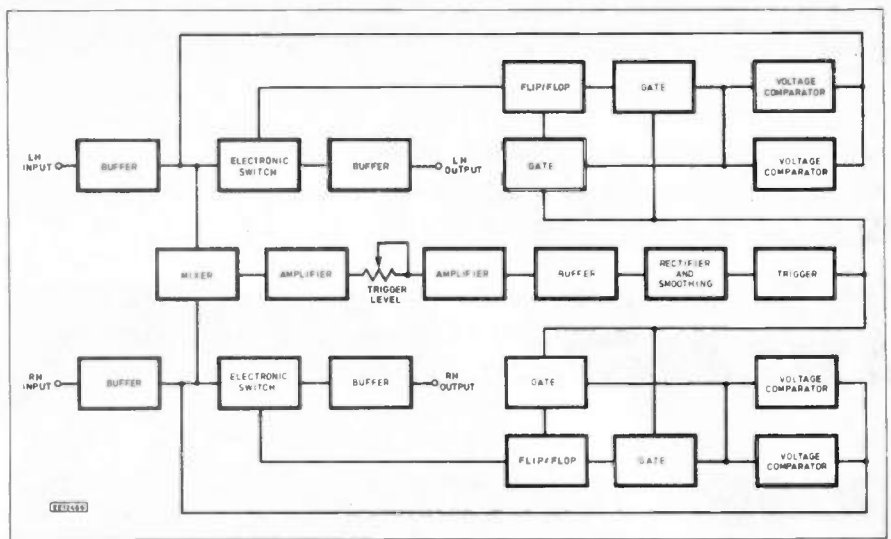 FLIP/FLOP
GATE
VOLTAGE
COMPARATOR
LH
INPUT
BUFFER
ELECTRONIC
SWITCH
BUFFER
LH
OUTPUT
GATE
VOLTAGE
COMPARATOR
MIXER
AMPLIFIER
TRIGGER
LEVEL
AMPLIFIER
BUFFER
RECTIFIER
AND
SMOOTHING
TRIGGER
RH
INPUT
BUFFER
ELECTRONIC
SWITCH
BUFFER
RH
OUTPUT
GATE
VOLTAGE
COMPARATOR
FLIP/FLOP
GATE
VOLTAGE
COMPARATOR